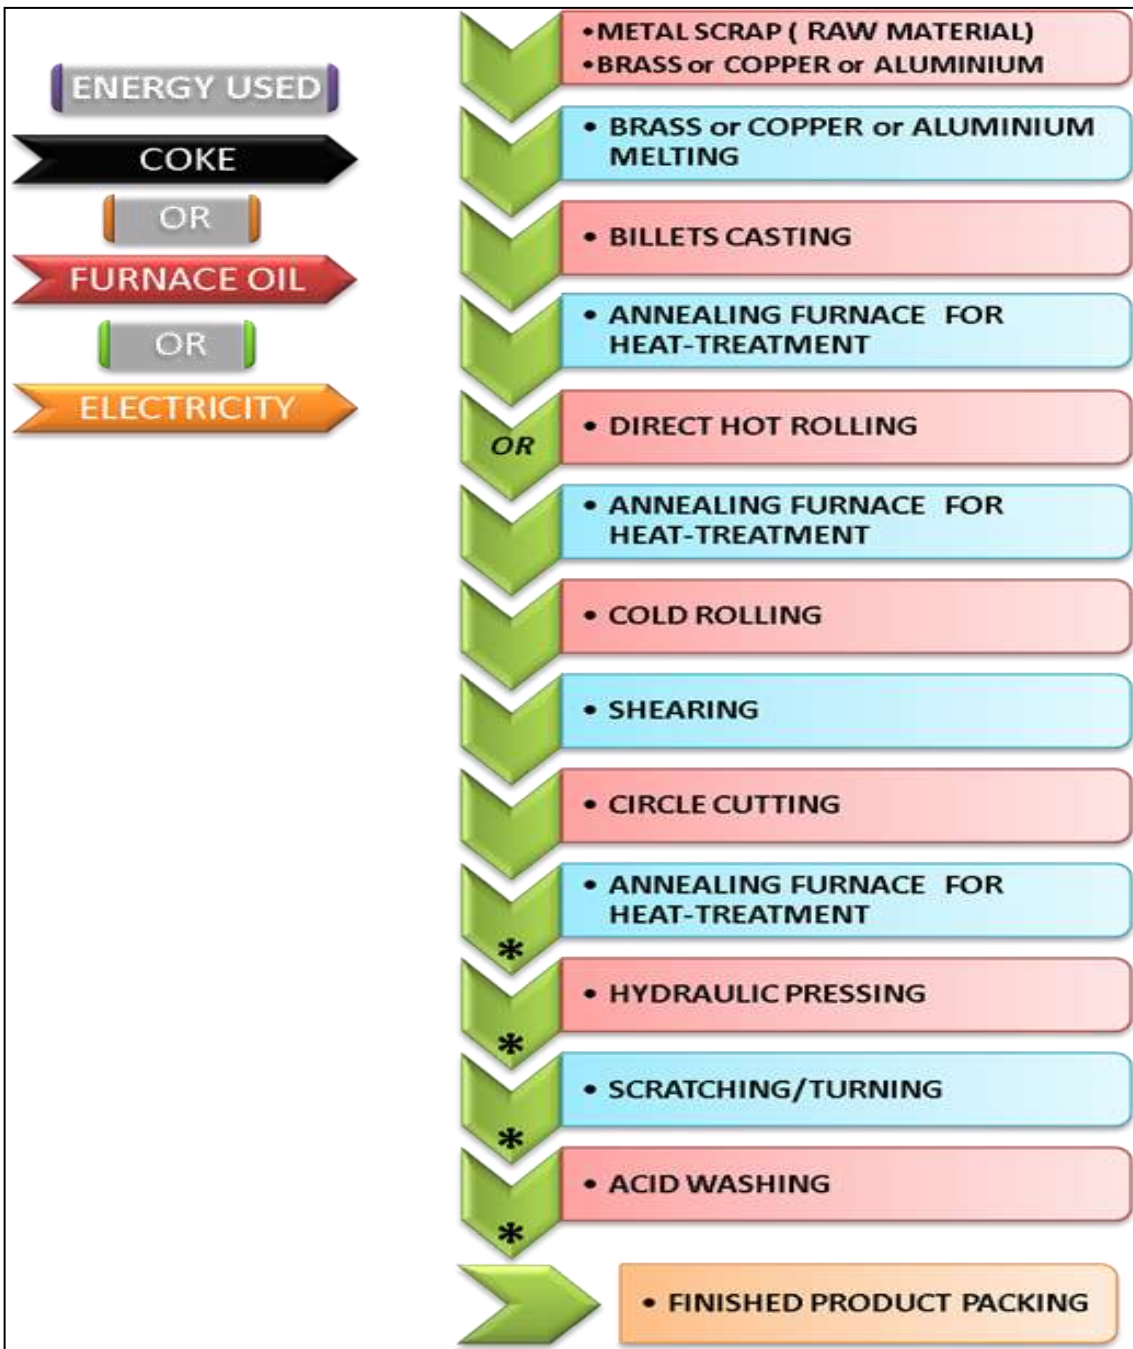 ENERGY USED
COKE
OR
FURNACE OIL
OR
ELECTRICITY
•METAL SCRAP ( RAW MATERIAL)
•BRASS or COPPER or ALUMINIUM
• BRASS or COPPER or ALUMINIUM
MELTING
• BILLETS CASTING
• ANNEALING FURNACE FOR
HEAT-TREATMENT
OR
• DIRECT HOT ROLLING
• ANNEALING FURNACE FOR
HEAT-TREATMENT
• COLD ROLLING
• SHEARING
• CIRCLE CUTTING
• ANNEALING FURNACE FOR
HEAT-TREATMENT
*
• HYDRAULIC PRESSING
*
• SCRATCHING/TURNING
*
• ACID WASHING
*
• FINISHED PRODUCT PACKING